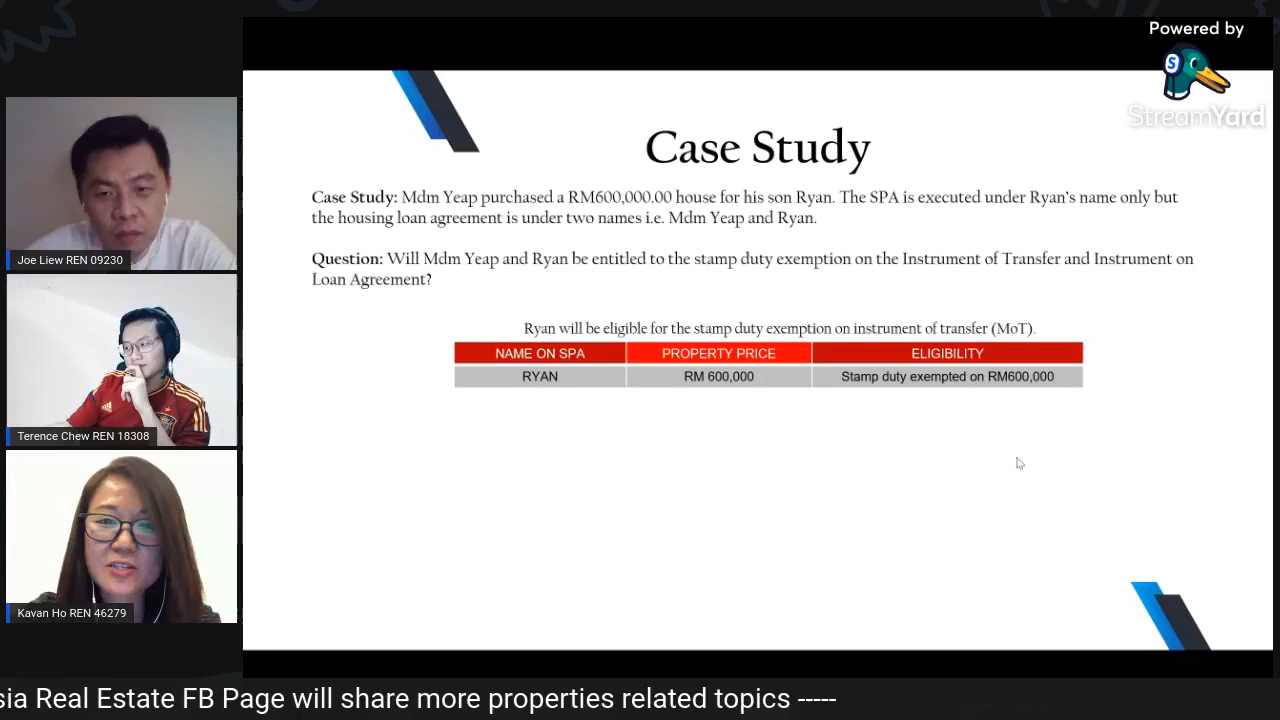 Powered by
StreamYard
Case Study
Case Study: Mdm Yeap purchased a RM600,000.00 house for his son Ryan. The SPA is executed under Ryan's name only but
the housing loan agreement is under two names i.e. Mdm Yeap and Ryan.
Question: Will Mdm Yeap and Ryan be entitled to the stamp duty exemption on the Instrument of Transfer and Instrument on
Loan Agreement?
Ryan will be eligible for the stamp duty exemption on instrument of transfer (MoT).
NAME ON SPA PROPERTY PRICE ELIGIBILITY
RYAN RM 600,000 Stamp duty exempted on RM600,000
Joe Liew REN 09230
Terence Chew REN 18308
Kavan Ho REN 46279
sia Real Estate FB Page will share more properties related topics -----